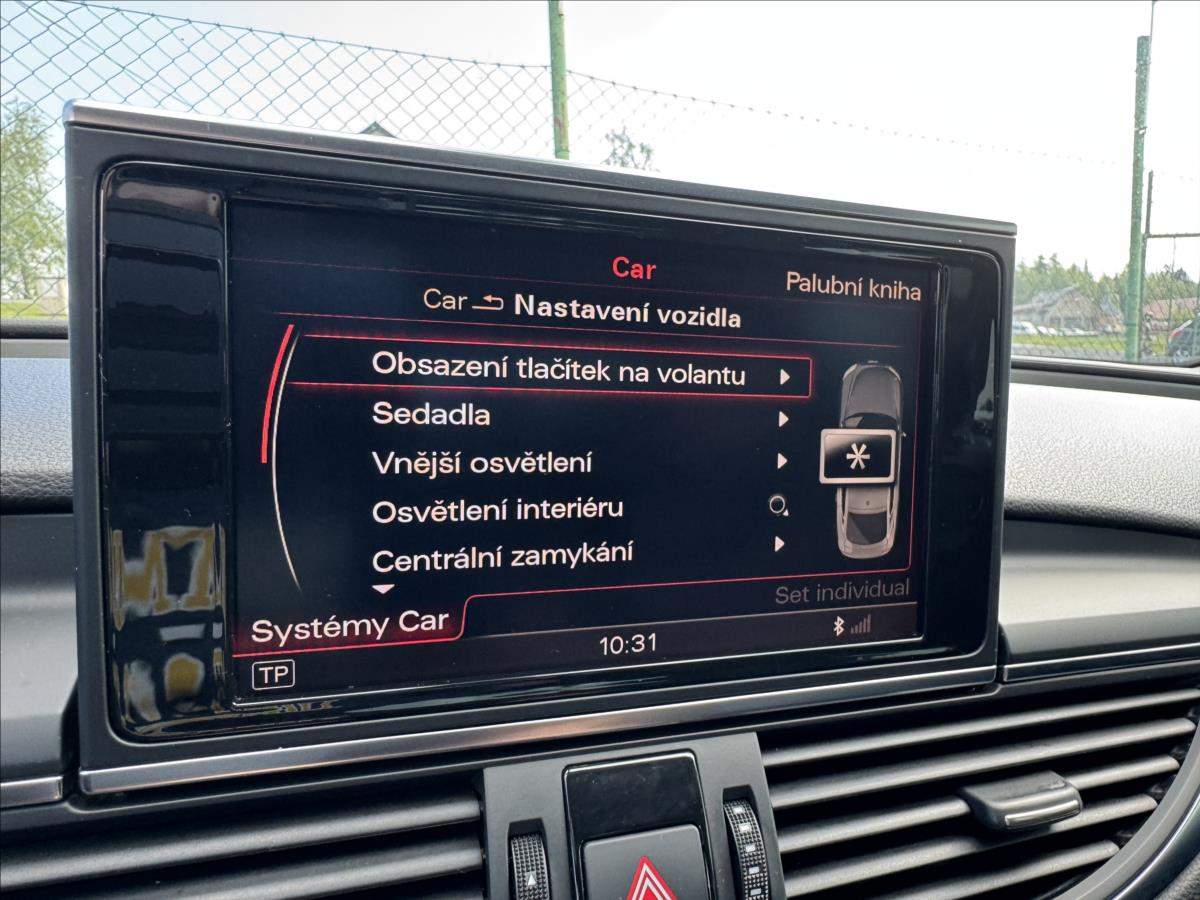 Car
Palubní kniha
Car Nastavení vozidla
Obsazení tlačítek na volantu
Sedadla
Vnější osvětlení
Osvětlení interiéru
Centrální zamykání
Set individual
Systémy Car
TP
10:31